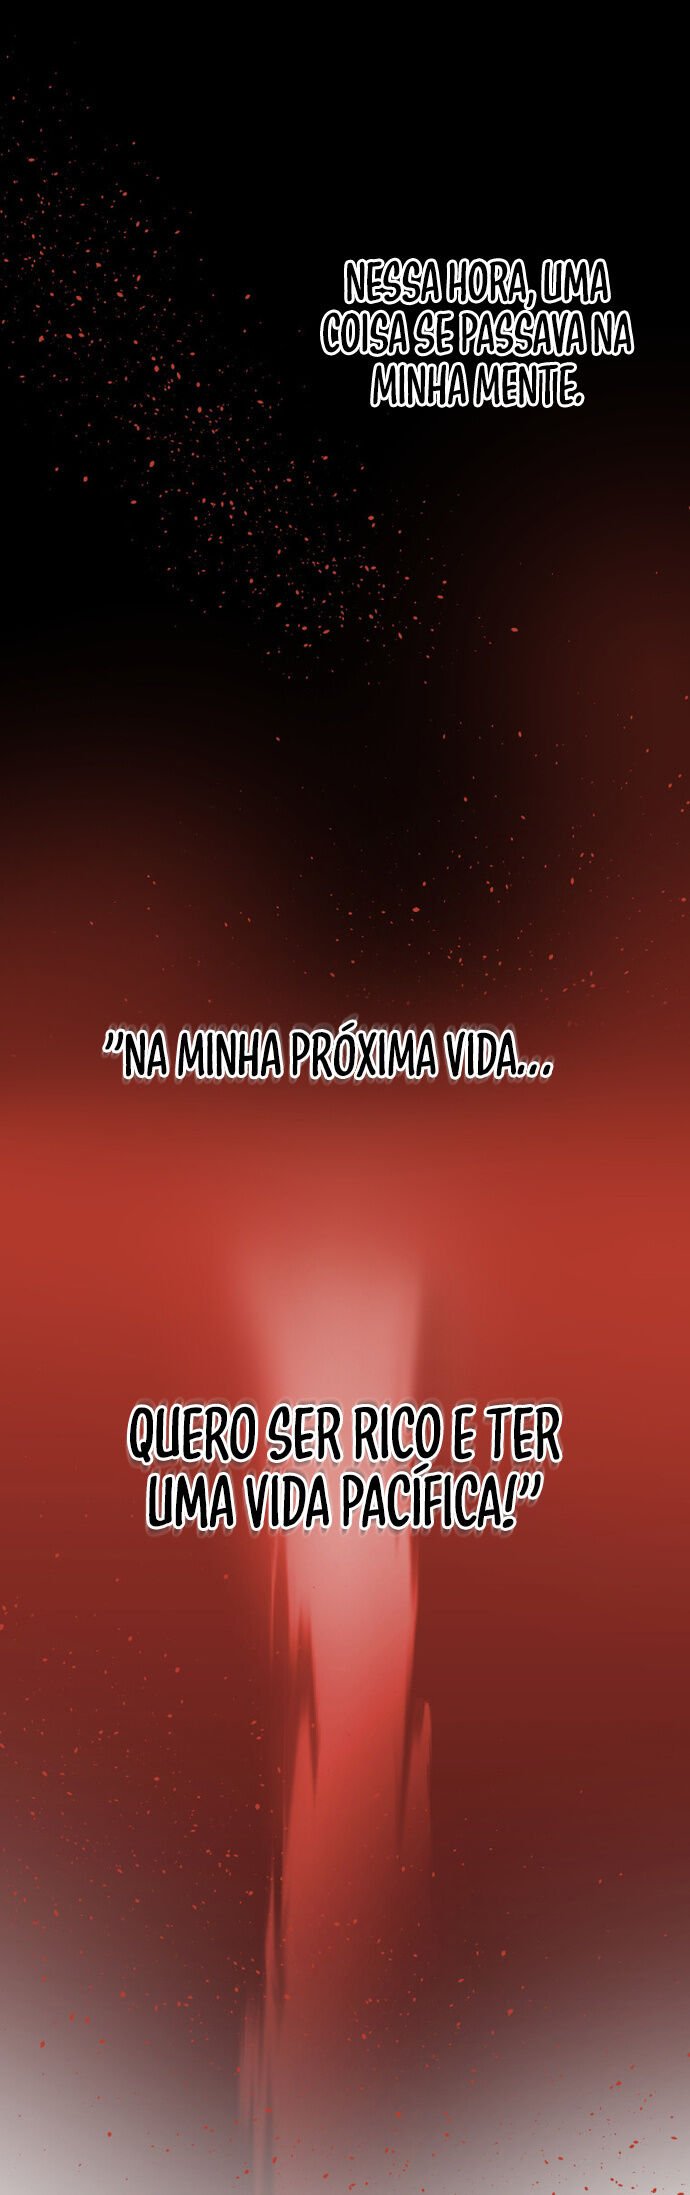 NESSA HORA, UMA
COISA SE PASSAVA NA
MINHA MENTE.
"NA MINHA PRÓXIMA VIDA...
QUERO SER RICO E TER
UMA VIDA PACÍFICA!"